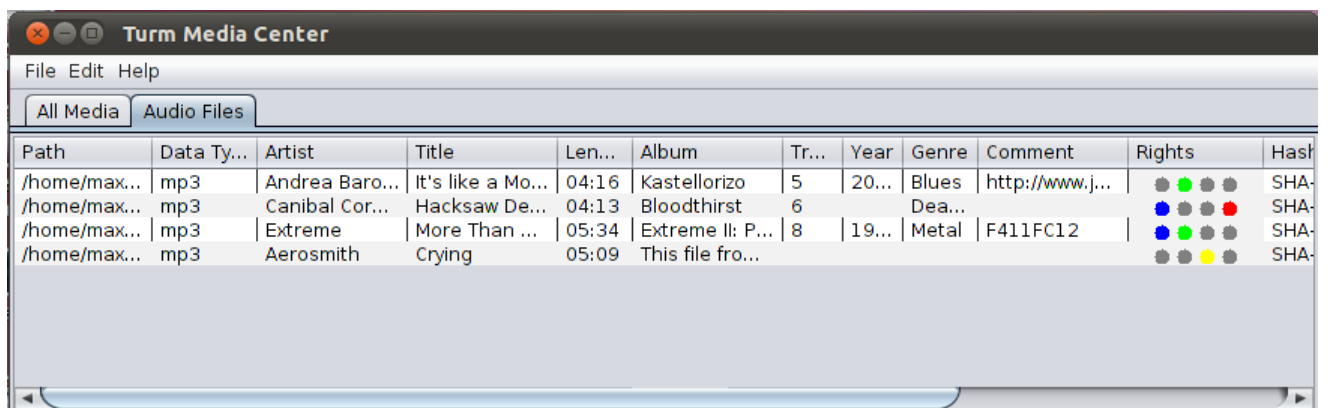 Turm Media Center
File Edit Help
All Media Audio Files
Path Data Ty... Artist Title Len... Album Tr... Year Genre Comment Rights Hash
/home/max... mp3 Andrea Baro... It's like a Mo... 04:16 Kastellorizo 5 20... Blues http://www.j... SHA-
/home/max... mp3 Canibal Cor... Hacksaw De... 04:13 Bloodthirst 6 Dea... SHA-
/home/max... mp3 Extreme More Than ... 05:34 Extreme II: P... 8 19... Metal F411FC12 SHA-
/home/max... mp3 Aerosmith Crying 05:09 This file fro... SHA-